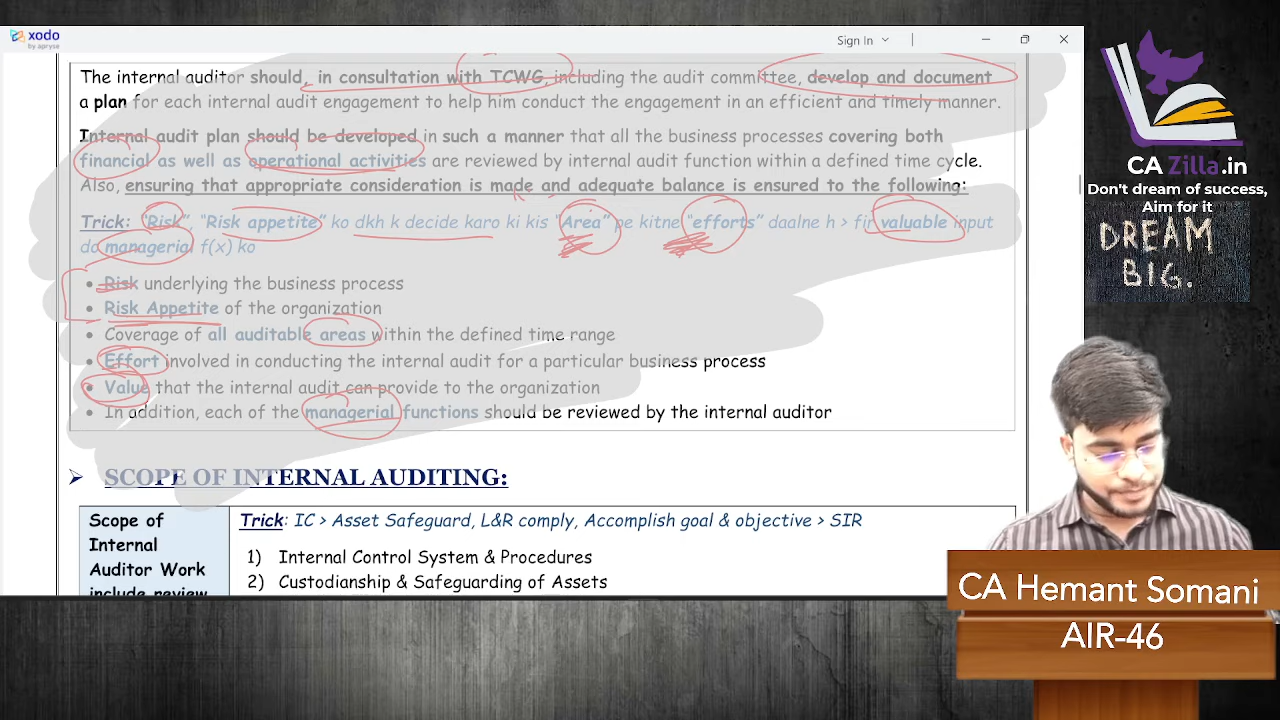 xodo
by apryse
Sign In
The internal auditor should, in consultation with TCWG, including the audit committee, develop and document
a plan for each internal audit engagement to help him conduct the engagement in an efficient and timely manner.
Internal audit plan should be developed in such a manner that all the business processes covering both
financial as well as operational activities are reviewed by internal audit function within a defined time cycle.
Also, ensuring that appropriate consideration is made and adequate balance is ensured to the following:
Trick: "Risk", "Risk appetite" ko dkh k decide karo ki kis "Area" pe kitne "efforts" daalne h > fir valuable input
do managerial f(x) ko
• Risk underlying the business process
• Risk Appetite of the organization
• Coverage of all auditable areas within the defined time range
• Effort involved in conducting the internal audit for a particular business process
• Value that the internal audit can provide to the organization
• In addition, each of the managerial functions should be reviewed by the internal auditor
➢ SCOPE OF INTERNAL AUDITING:
Scope of
Internal
Auditor Work
include review
Trick: IC > Asset Safeguard, L&R comply, Accomplish goal & objective > SIR
1) Internal Control System & Procedures
2) Custodianship & Safeguarding of Assets
CA Zilla.in
Don't dream of success,
Aim for it
DREAM
BIG.
CA Hemant Somani
AIR-46